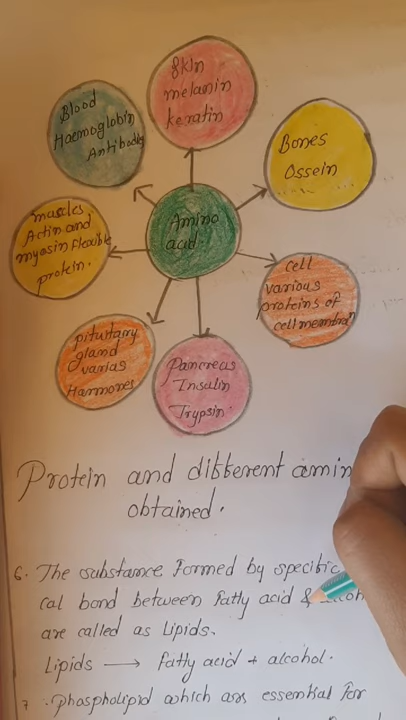 Skin
melanin
keratin
Blood
Haemoglobin
Antibodies
Bones
Ossein
muscles
Actin and
myosin flexible
protein.
Amino
acid.
Cell
various
proteins of
cell membran
pituitary
gland
varias
Harmones
Pancreas
Insulin
Trypsin.
Protein and different amin
obtained.
6. The substance formed by specific
cal bond between fatty acid &
are called as Lipids.
Lipids → fatty acid + alcohol.
7. Phospholipid which are essential for